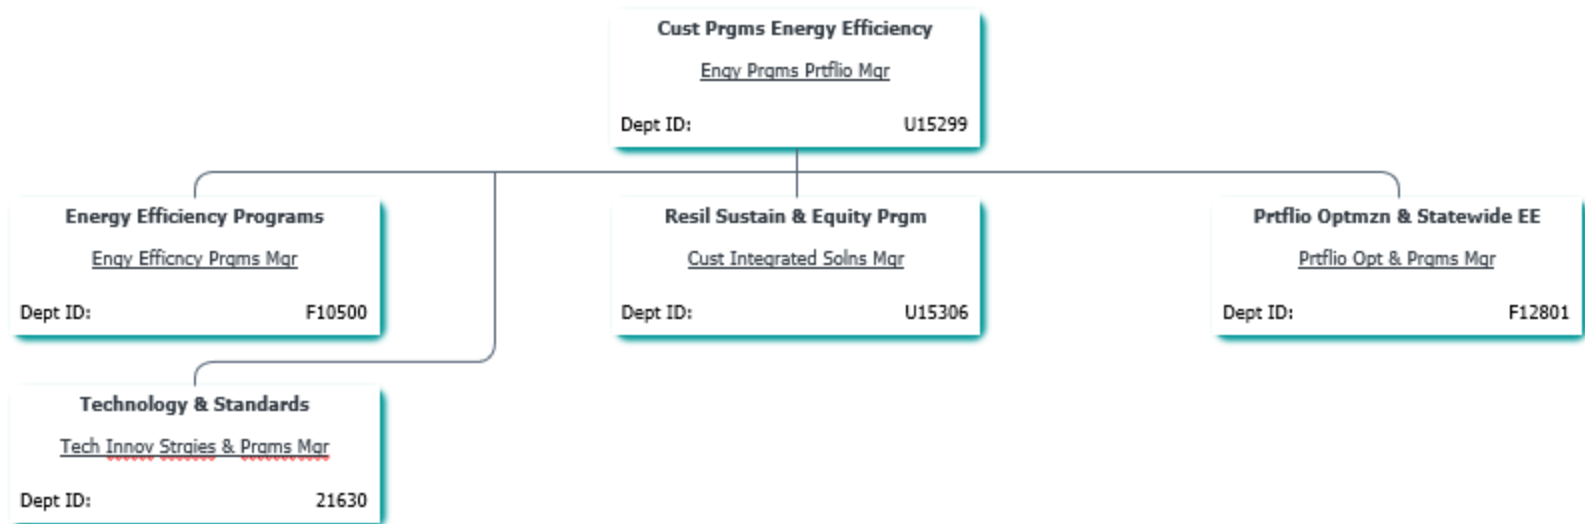 Cust Prgms Energy Efficiency
Engy Prgms Prtflio Mgr
Dept ID: U15299
Energy Efficiency Programs
Engy Efficncy Prgms Mgr
Dept ID: F10500
Resil Sustain & Equity Prgm
Cust Integrated Solns Mgr
Dept ID: U15306
Prtflio Optmzn & Statewide EE
Prtflio Opt & Prgms Mgr
Dept ID: F12801
Technology & Standards
Tech Innov Strgies & Prgms Mgr
Dept ID: 21630